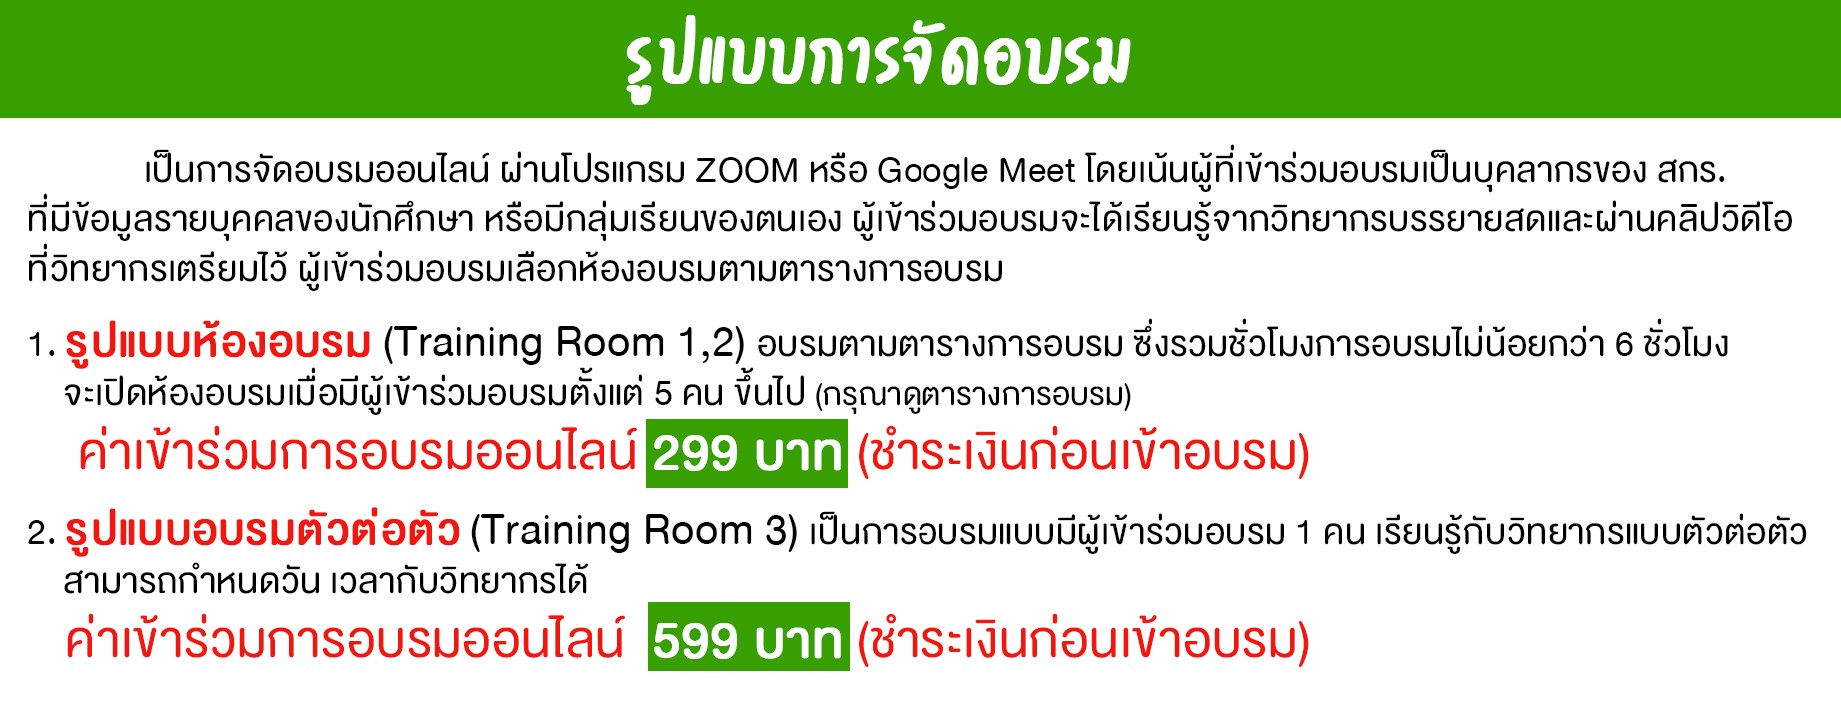 รูปแบบการจัดอบรม
เป็นการจัดอบรมออนไลน์ ผ่านโปรแกรม ZOOM หรือ Google Meet โดยเน้นผู้ที่เข้าร่วมอบรมเป็นบุคลากรของ สกร.
ที่มีข้อมูลรายบุคคลของนักศึกษา หรือมีกลุ่มเรียนของตนเอง ผู้เข้าร่วมอบรมจะได้เรียนรู้จากวิทยากรบรรยายสดและผ่านคลิปวิดีโอ
ที่วิทยากรเตรียมไว้ ผู้เข้าร่วมอบรมเลือกห้องอบรมตามตารางการอบรม
1. รูปแบบห้องอบรม (Training Room 1,2) อบรมตามตารางการอบรม ซึ่งรวมชั่วโมงการอบรมไม่น้อยกว่า 6 ชั่วโมง
จะเปิดห้องอบรมเมื่อมีผู้เข้าร่วมอบรมตั้งแต่ 5 คน ขึ้นไป (กรุณาดูตารางการอบรม)
ค่าเข้าร่วมการอบรมออนไลน์ 299 บาท (ชำระเงินก่อนเข้าอบรม)
2. รูปแบบอบรมตัวต่อตัว (Training Room 3) เป็นการอบรมแบบมีผู้เข้าร่วมอบรม 1 คน เรียนรู้กับวิทยากรแบบตัวต่อตัว
สามารถกำหนดวัน เวลากับวิทยากรได้
ค่าเข้าร่วมการอบรมออนไลน์ 599 บาท (ชำระเงินก่อนเข้าอบรม)